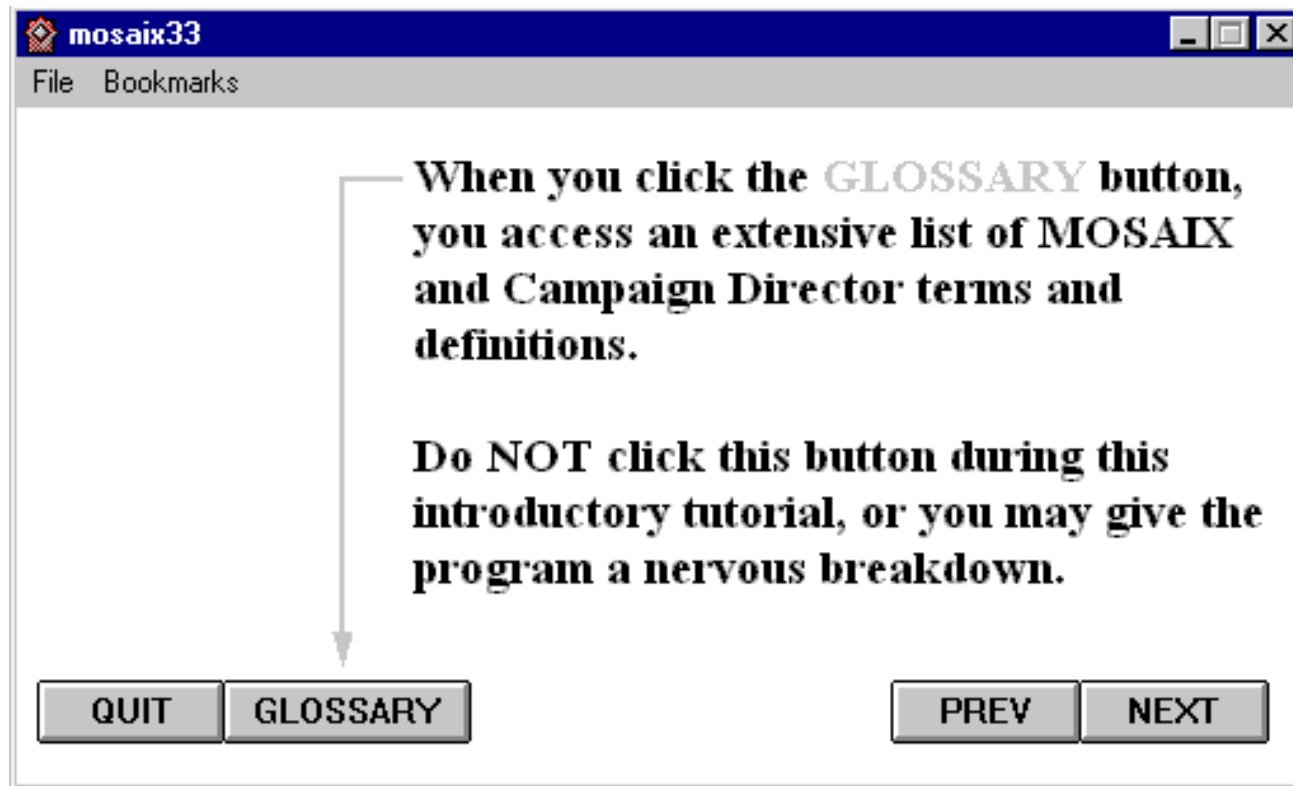 mosaix33
File Bookmarks
When you click the GLOSSARY button,
you access an extensive list of MOSAIX
and Campaign Director terms and
definitions.
Do NOT click this button during this
introductory tutorial, or you may give the
program a nervous breakdown.
QUIT GLOSSARY PREV NEXT